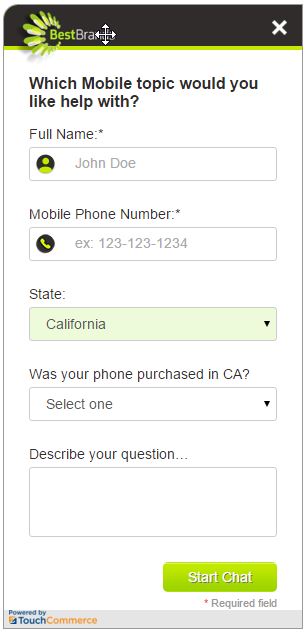 BestBran
Which Mobile topic would you
like help with?
Full Name:*
John Doe
Mobile Phone Number:*
ex: 123-123-1234
State:
California
Was your phone purchased in CA?
Select one
Describe your question…
Start Chat
* Required field
Powered by
TouchCommerce